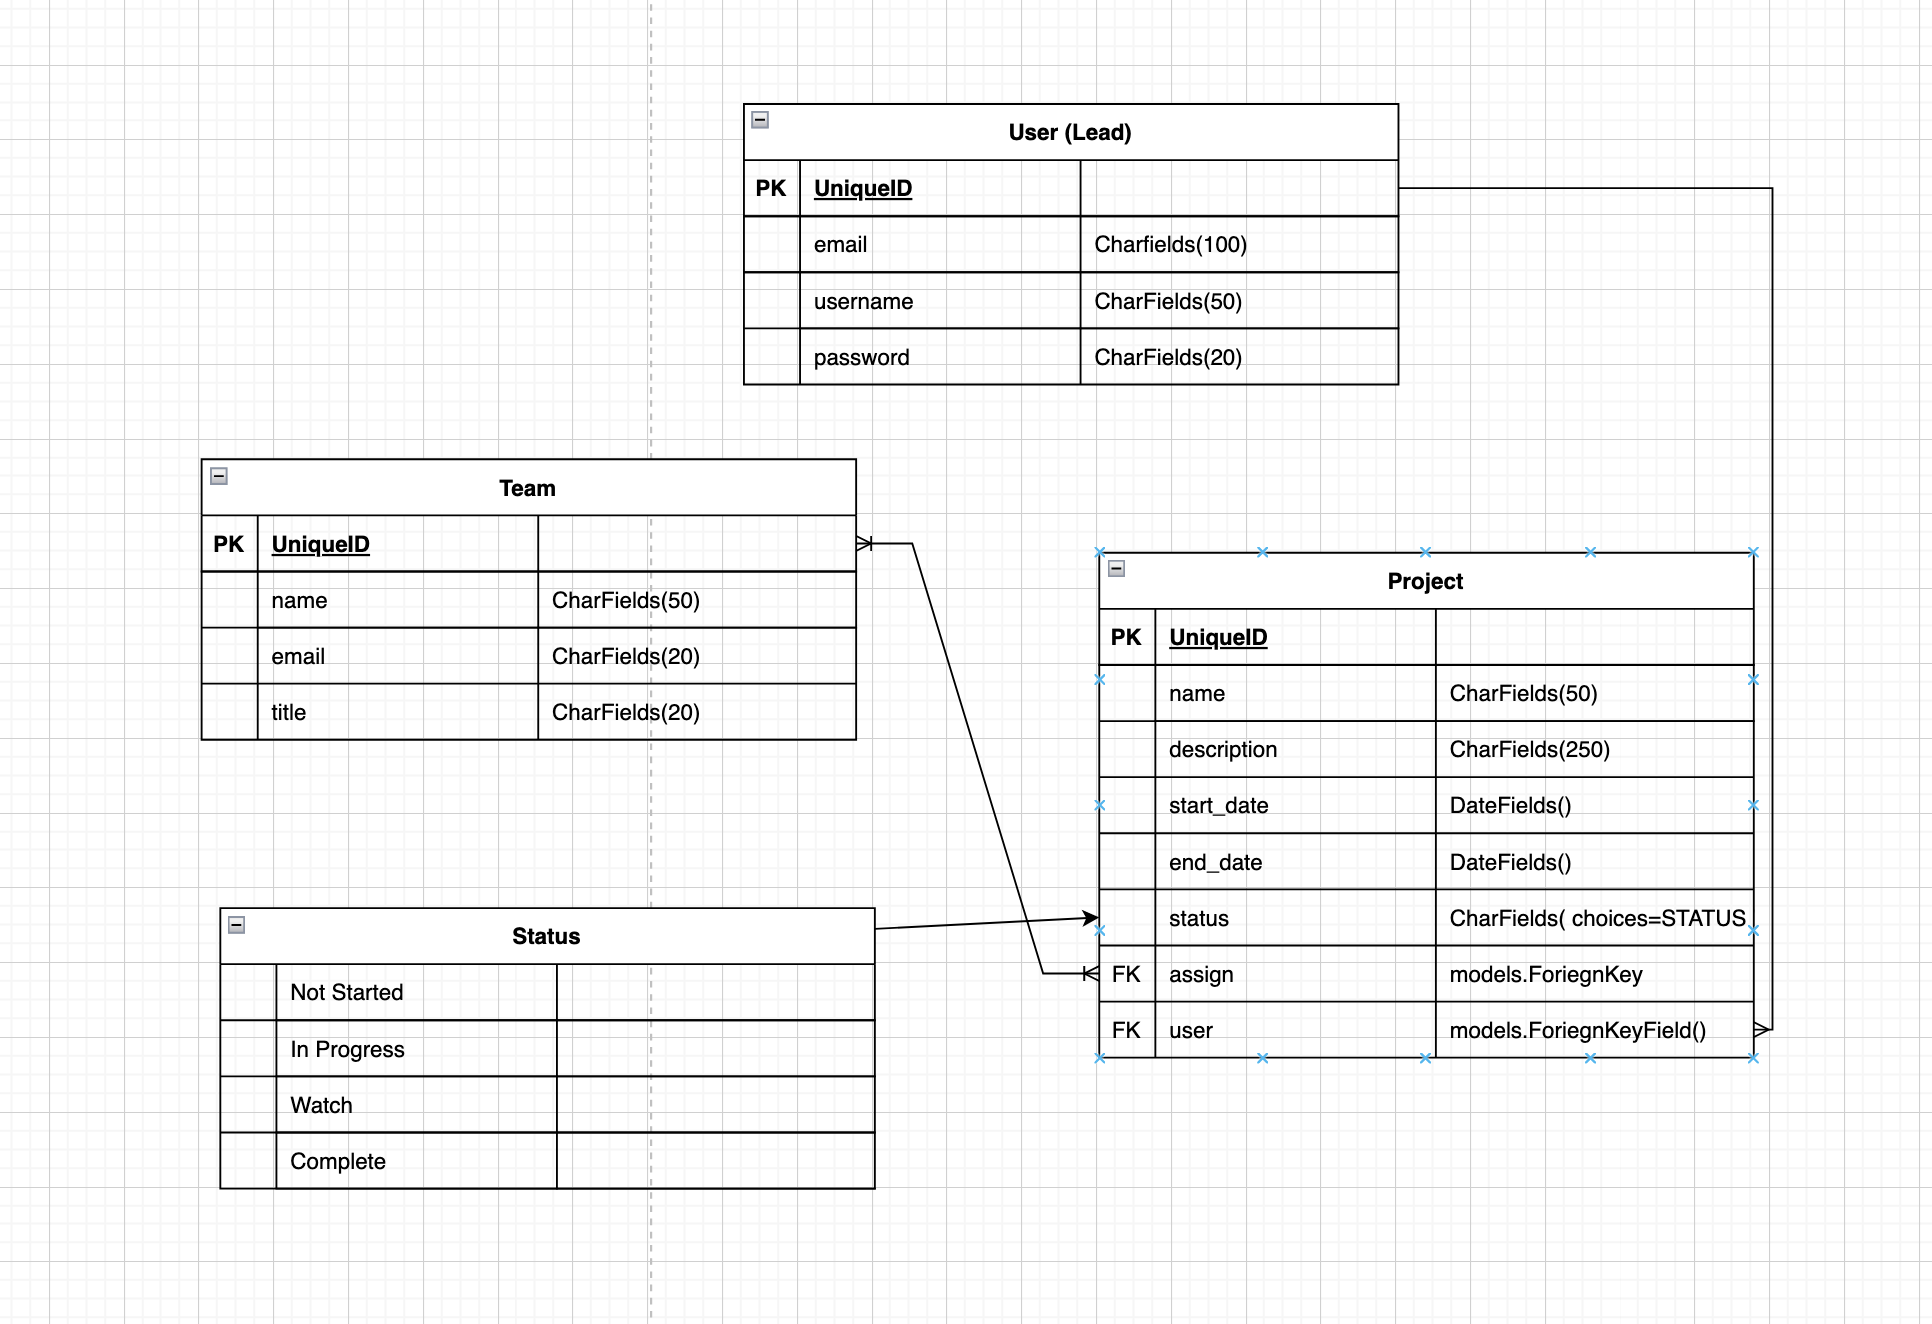 User (Lead)
PK UniqueID
email Charfields(100)
username CharFields(50)
password CharFields(20)
Team
PK UniqueID
name CharFields(50)
email CharFields(20)
title CharFields(20)
Project
PK UniqueID
name CharFields(50)
description CharFields(250)
start_date DateFields()
end_date DateFields()
status CharFields( choices=STATUS
FK assign models.ForiegnKey
FK user models.ForiegnKeyField()
Status
Not Started
In Progress
Watch
Complete